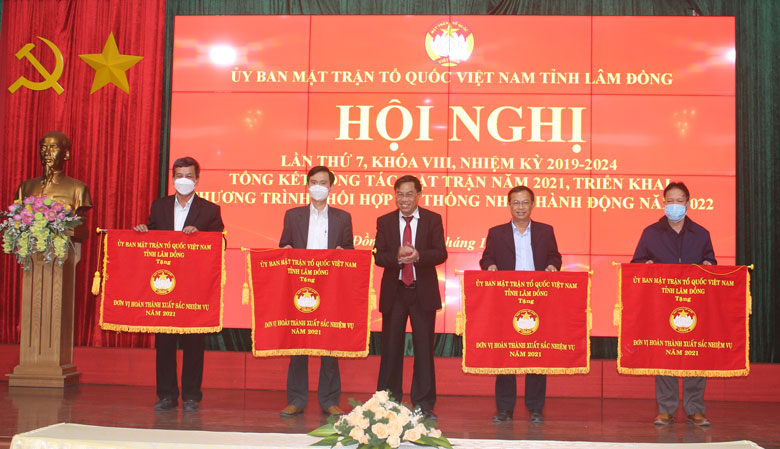 ỦY BAN MẶT TRẬN TỔ QUỐC VIỆT NAM TỈNH LÂM ĐỒNG
HỘI NGHỊ
LẦN THỨ 7, KHÓA VIII, NHIỆM KỲ 2019-2024
TỔNG KẾT CÔNG TÁC MẶT TRẬN NĂM 2021, TRIỂN KHAI
CHƯƠNG TRÌNH PHỐI HỢP THỐNG NHẤT HÀNH ĐỘNG NĂM 2022
ỦY BAN MẶT TRẬN TỔ QUỐC VIỆT NAM
TỈNH LÂM ĐỒNG
Tặng
ĐƠN VỊ HOÀN THÀNH XUẤT SẮC NHIỆM VỤ
NĂM 2021
ỦY BAN MẶT TRẬN TỔ QUỐC VIỆT NAM
TỈNH LÂM ĐỒNG
Tặng
ĐƠN VỊ HOÀN THÀNH XUẤT SẮC NHIỆM VỤ
NĂM 2021
ỦY BAN MẶT TRẬN TỔ QUỐC VIỆT NAM
TỈNH LÂM ĐỒNG
Tặng
ĐƠN VỊ HOÀN THÀNH XUẤT SẮC NHIỆM VỤ
NĂM 2021
ỦY BAN MẶT TRẬN TỔ QUỐC VIỆT NAM
TỈNH LÂM ĐỒNG
Tặng
ĐƠN VỊ HOÀN THÀNH XUẤT SẮC NHIỆM VỤ
NĂM 2021